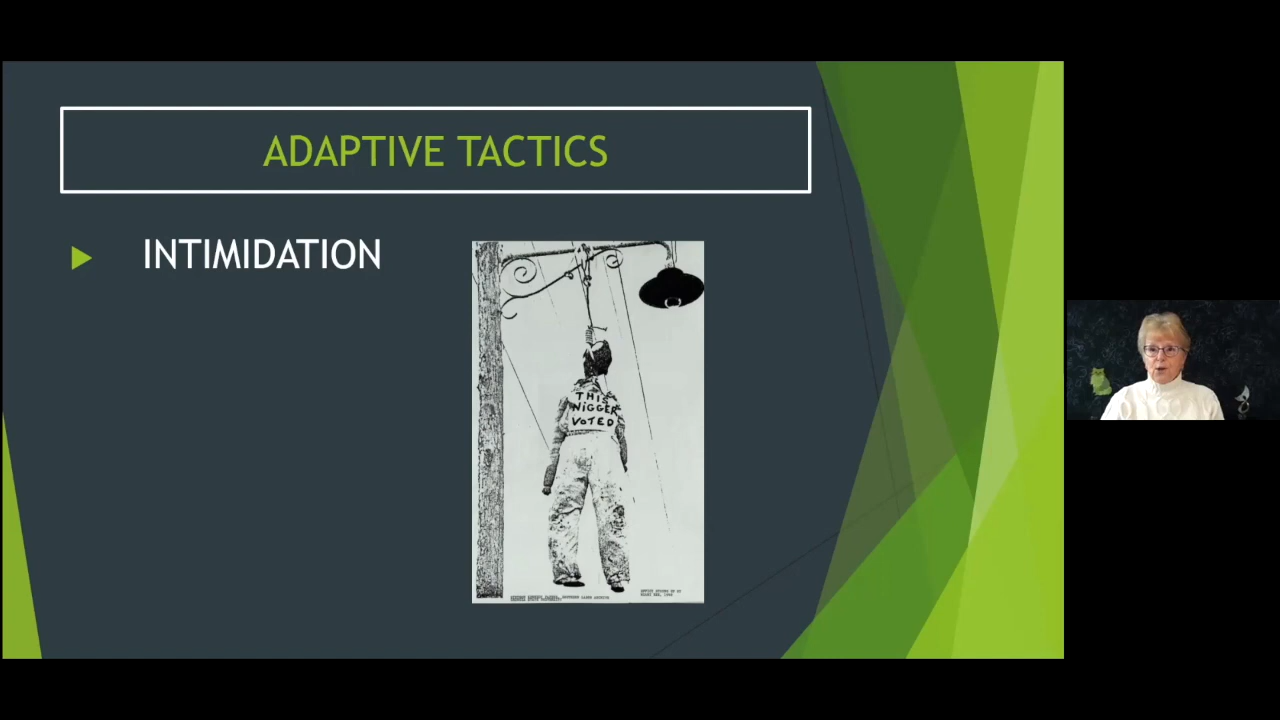 ADAPTIVE TACTICS
INTIMIDATION
THIS
NIGGER
VOTED